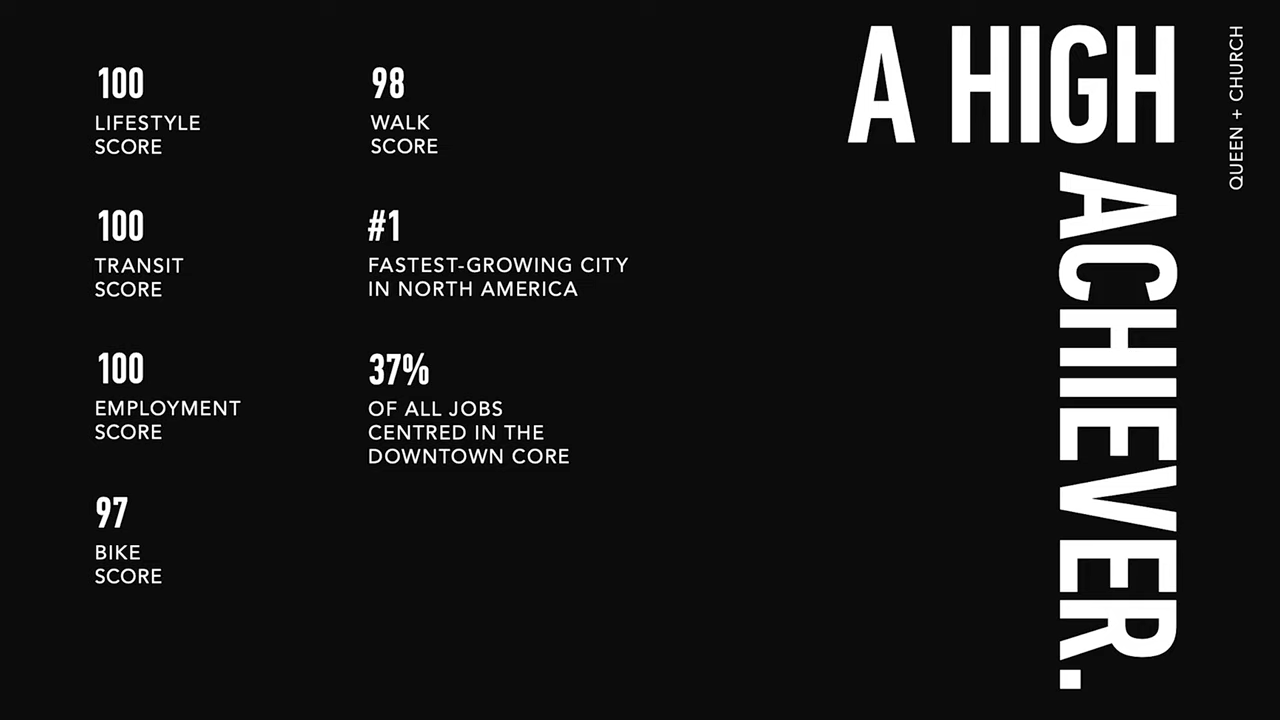 A HIGH
ACHIEVER.
QUEEN + CHURCH
100
LIFESTYLE
SCORE
98
WALK
SCORE
100
TRANSIT
SCORE
#1
FASTEST-GROWING CITY
IN NORTH AMERICA
100
EMPLOYMENT
SCORE
37%
OF ALL JOBS
CENTRED IN THE
DOWNTOWN CORE
97
BIKE
SCORE